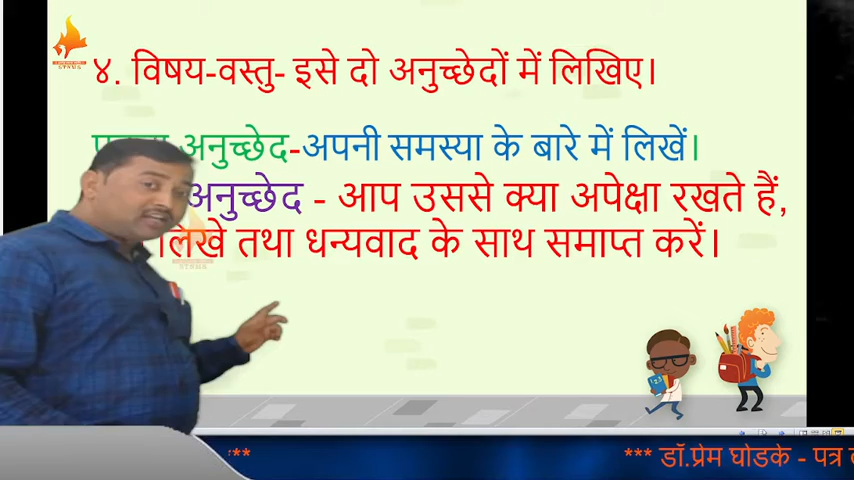 ४. विषय-वस्तु- इसे दो अनुच्छेदों में लिखिए।
अनुच्छेद-अपनी समस्या के बारे में लिखें।
अनुच्छेद - आप उससे क्या अपेक्षा रखते हैं,
लिखे तथा धन्यवाद के साथ समाप्त करें।
*** डॉ.प्रेम घोडके - पत्र